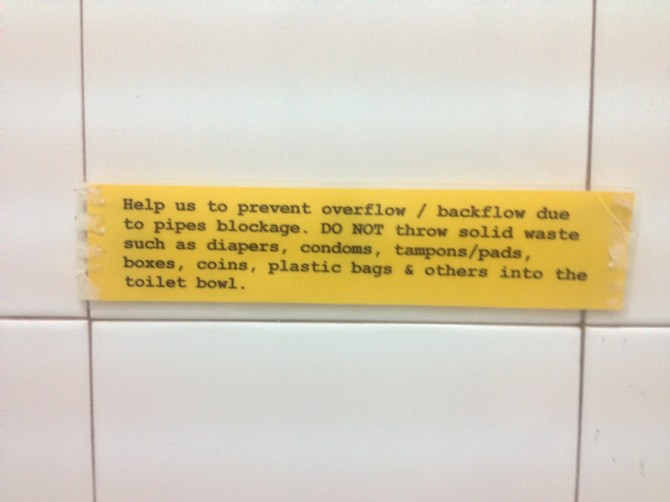 Help us to prevent overflow / backflow due
to pipes blockage. DO NOT throw solid waste
such as diapers, condoms, tampons/pads,
boxes, coins, plastic bags & others into the
toilet bowl.